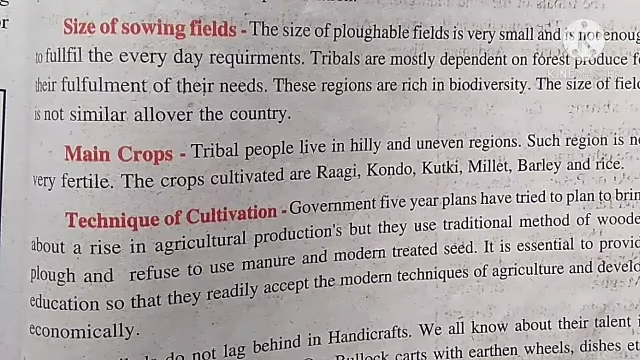 Size of sowing fields - The size of ploughable fields is very small and is not enoug
to fullfil the every day requirments. Tribals are mostly dependent on forest produce f
their fulfulment of their needs. These regions are rich in biodiversity. The size of fiel
is not similar allover the country.
Main Crops - Tribal people live in hilly and uneven regions. Such region is n
very fertile. The crops cultivated are Raagi, Kondo, Kutki, Millet, Barley and rice.
Technique of Cultivation - Government five year plans have tried to plan to brin
about a rise in agricultural production's but they use traditional method of woode
plough and refuse to use manure and modern treated seed. It is essential to provid
education so that they readily accept the modern techniques of agriculture and devel
economically.
do not lag behind in Handicrafts. We all know about their talent i
Bullock carts with earthen wheels, dishes et